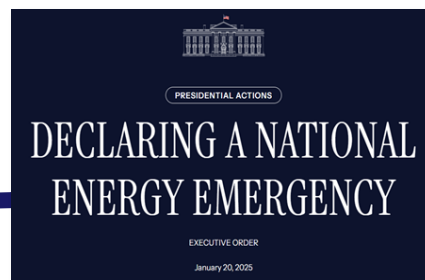 PRESIDENTIAL ACTIONS
DECLARING A NATIONAL
ENERGY EMERGENCY
EXECUTIVE ORDER
January 20, 2025